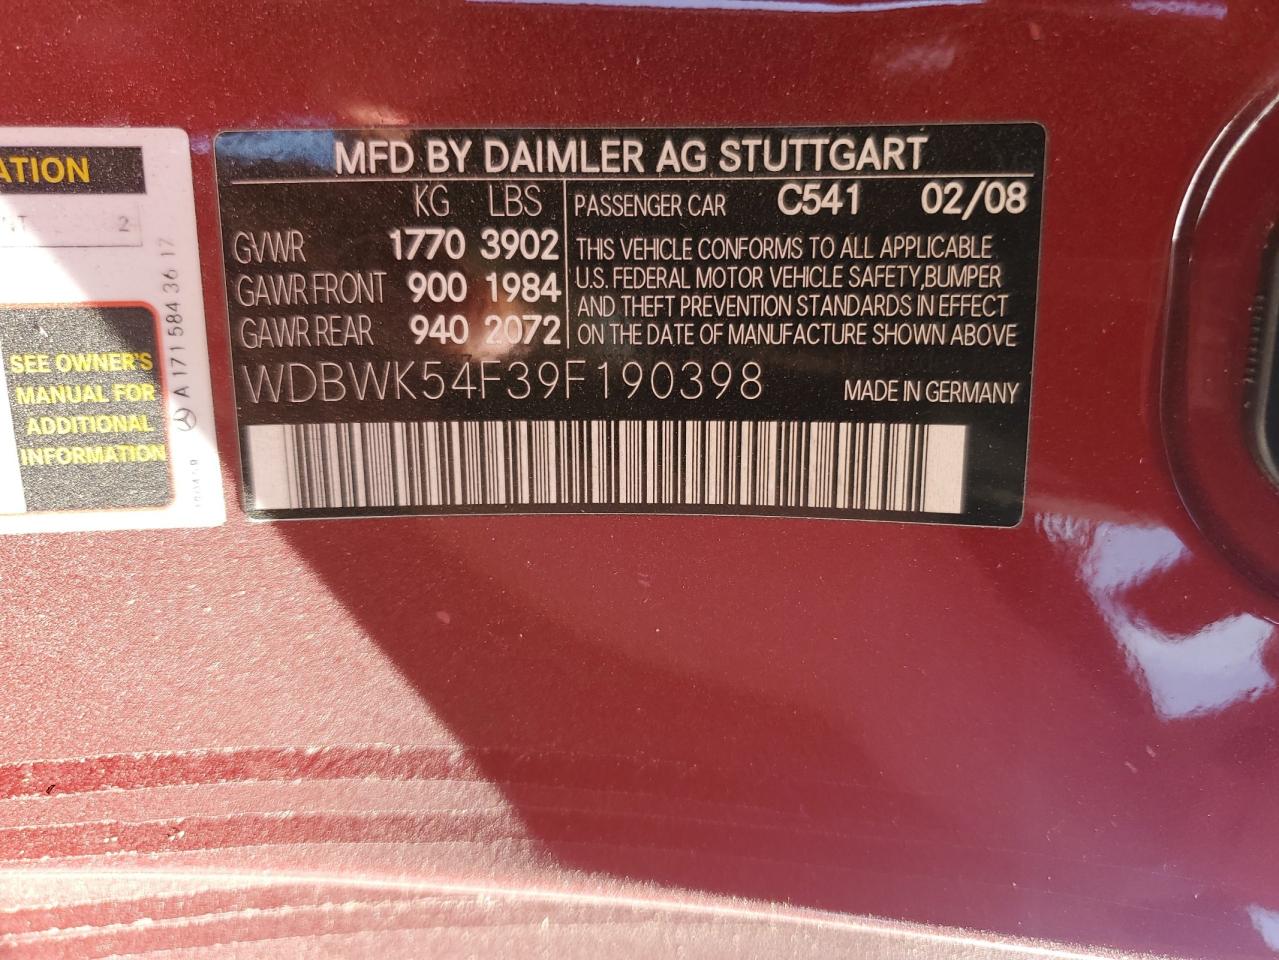 ATION
2
SEE OWNER'S
MANUAL FOR
ADDITIONAL
INFORMATION
A 171 584 36 17
MFD BY DAIMLER AG STUTTGART
KG LBS
GVWR 1770 3902
GAWR FRONT 900 1984
GAWR REAR 940 2072
PASSENGER CAR C541 02/08
THIS VEHICLE CONFORMS TO ALL APPLICABLE
U.S. FEDERAL MOTOR VEHICLE SAFETY,BUMPER
AND THEFT PREVENTION STANDARDS IN EFFECT
ON THE DATE OF MANUFACTURE SHOWN ABOVE
WDBWK54F39F190398
MADE IN GERMANY